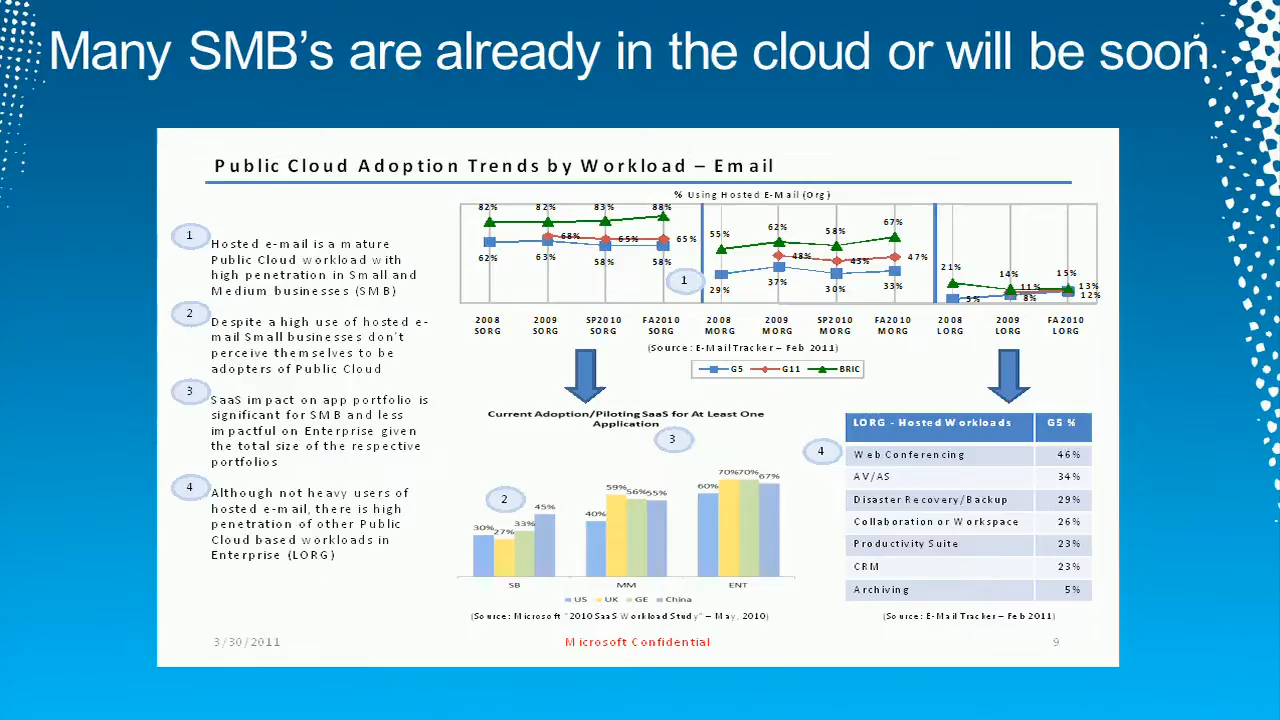 Many SMB's are already in the cloud or will be soon.
Public Cloud Adoption Trends by Workload – Email
1
Hosted e-mail is a mature
Public Cloud workload with
high penetration in Small and
Medium businesses (SMB)
2
Despite a high use of hosted e-
mail Small businesses don't
perceive themselves to be
adopters of Public Cloud
3
SaaS impact on app portfolio is
significant for SMB and less
impactful on Enterprise given
the total size of the respective
portfolios
4
Although not heavy users of
hosted e-mail, there is high
penetration of other Public
Cloud based workloads in
Enterprise (LORG)
% Using Hosted E-Mail (Org)
82% 82% 83% 88%
68% 65% 65%
62% 63% 58% 58%
1
55% 62% 58% 67%
48% 43% 47%
29% 37% 30% 33%
21% 14% 15%
11% 13%
5% 8% 12%
2008 2009 SP2010 FA2010 2008 2009 SP2010 FA2010 2008 2009 FA2010
SORG SORG SORG SORG MORG MORG MORG MORG LORG LORG LORG
(Source: E-Mail Tracker – Feb 2011)
G5 G11 BRIC
Current Adoption/Piloting SaaS for At Least One
Application
3
2
30% 27% 33% 45%
40% 59% 56% 55%
60% 70% 70% 67%
SB MM ENT
US UK GE China
(Source: Microsoft "2010 SaaS Workload Study" – May, 2010)
4
LORG - Hosted Workloads G5 %
Web Conferencing 46%
AV/AS 34%
Disaster Recovery/Backup 29%
Collaboration or Workspace 26%
Productivity Suite 23%
CRM 23%
Archiving 5%
(Source: E-Mail Tracker – Feb 2011)
3/30/2011
Microsoft Confidential
9